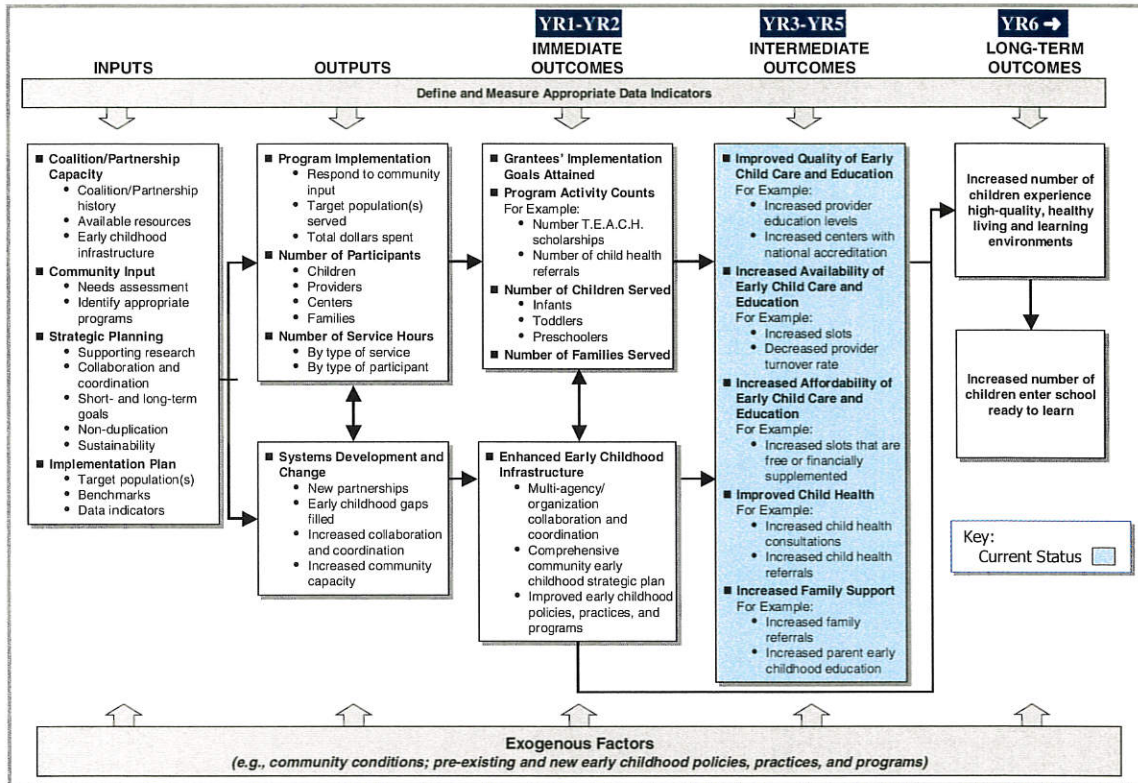 YR1-YR2
YR3-YR5
YR6 ➔
INPUTS
OUTPUTS
IMMEDIATE
OUTCOMES
INTERMEDIATE
OUTCOMES
LONG-TERM
OUTCOMES
Define and Measure Appropriate Data Indicators
■ Coalition/Partnership
Capacity
• Coalition/Partnership
history
• Available resources
• Early childhood
infrastructure
■ Community Input
• Needs assessment
• Identify appropriate
programs
■ Strategic Planning
• Supporting research
• Collaboration and
coordination
• Short- and long-term
goals
• Non-duplication
• Sustainability
■ Implementation Plan
• Target population(s)
• Benchmarks
• Data indicators
■ Program Implementation
• Respond to community
input
• Target population(s)
served
• Total dollars spent
■ Number of Participants
• Children
• Providers
• Centers
• Families
■ Number of Service Hours
• By type of service
• By type of participant
■ Systems Development and
Change
• New partnerships
• Early childhood gaps
filled
• Increased collaboration
and coordination
• Increased community
capacity
■ Grantees' Implementation
Goals Attained
■ Program Activity Counts
For Example:
• Number T.E.A.C.H.
scholarships
• Number of child health
referrals
■ Number of Children Served
• Infants
• Toddlers
• Preschoolers
■ Number of Families Served
■ Enhanced Early Childhood
Infrastructure
• Multi-agency/
organization
collaboration and
coordination
• Comprehensive
community early
childhood strategic plan
• Improved early childhood
policies, practices, and
programs
■ Improved Quality of Early
Child Care and Education
For Example:
• Increased provider
education levels
• Increased centers with
national accreditation
■ Increased Availability of
Early Child Care and
Education
For Example:
• Increased slots
• Decreased provider
turnover rate
■ Increased Affordability of
Early Child Care and
Education
For Example:
• Increased slots that are
free or financially
supplemented
■ Improved Child Health
For Example:
• Increased child health
consultations
• Increased child health
referrals
■ Increased Family Support
For Example:
• Increased family
referrals
• Increased parent early
childhood education
Increased number of
children experience
high-quality, healthy
living and learning
environments
Increased number of
children enter school
ready to learn
Key:
Current Status
Exogenous Factors
(e.g., community conditions; pre-existing and new early childhood policies, practices, and programs)